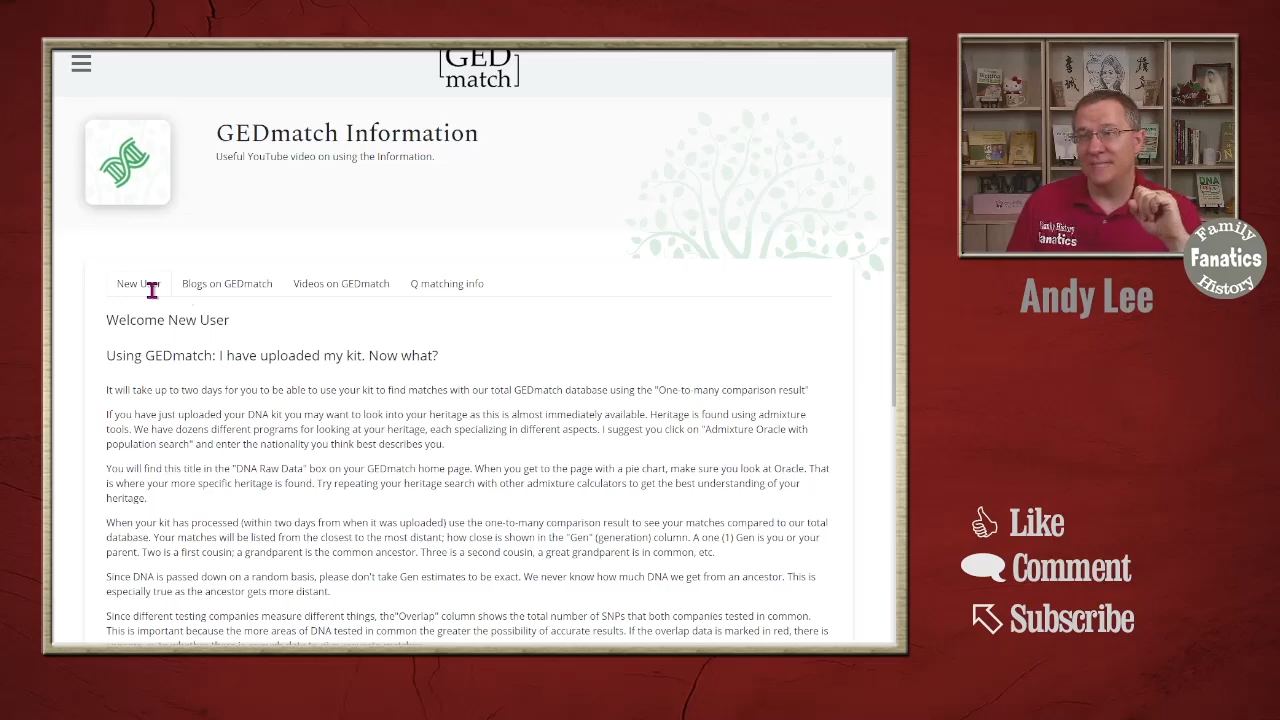 [GED
match]
GEDmatch Information
Useful YouTube video on using the Information.
New User
Blogs on GEDmatch
Videos on GEDmatch
Q matching info
Welcome New User
Using GEDmatch: I have uploaded my kit. Now what?
It will take up to two days for you to be able to use your kit to find matches with our total GEDmatch database using the "One-to-many comparison result"
If you have just uploaded your DNA kit you may want to look into your heritage as this is almost immediately available. Heritage is found using admixture
tools. We have dozens different programs for looking at your heritage, each specializing in different aspects. I suggest you click on "Admixture Oracle with
population search" and enter the nationality you think best describes you.
You will find this title in the "DNA Raw Data" box on your GEDmatch home page. When you get to the page with a pie chart, make sure you look at Oracle. That
is where your more specific heritage is found. Try repeating your heritage search with other admixture calculators to get the best understanding of your
heritage.
When your kit has processed (within two days from when it was uploaded) use the one-to-many comparison result to see your matches compared to our total
database. Your matches will be listed from the closest to the most distant; how close is shown in the "Gen" (generation) column. A one (1) Gen is you or your
parent. Two is a first cousin; a grandparent is the common ancestor. Three is a second cousin, a great grandparent is in common, etc.
Since DNA is passed down on a random basis, please don't take Gen estimates to be exact. We never know how much DNA we get from an ancestor. This is
especially true as the ancestor gets more distant.
Since different testing companies measure different things, the"Overlap" column shows the total number of SNPs that both companies tested in common.
This is important because the more areas of DNA tested in common the greater the possibility of accurate results. If the overlap data is marked in red, there is
Family History
Fanatics
DNA
Family
Fanatics
History
Andy Lee
Like
Comment
Subscribe